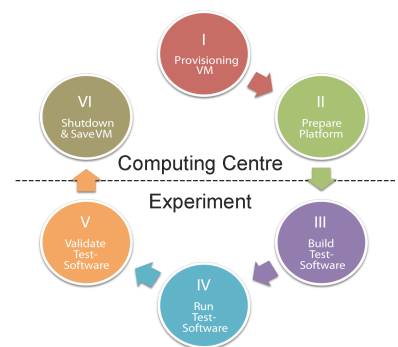 I
Provisioning
VM
II
Prepare
Platform
VI
Shutdown
& SaveVM
Computing Centre
Experiment
III
Build
Test-
Software
V
Validate
Test-
Software
IV
Run
Test-
Software